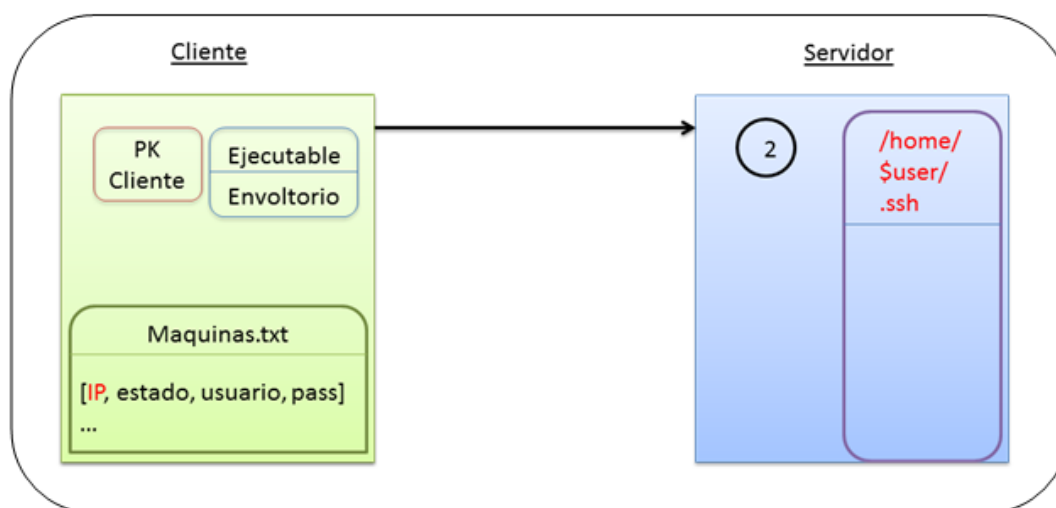 Cliente
Servidor
PK
Cliente
Ejecutable
Envoltorio
Maquinas.txt
[IP, estado, usuario, pass]
...
2
/home/
$user/
.ssh